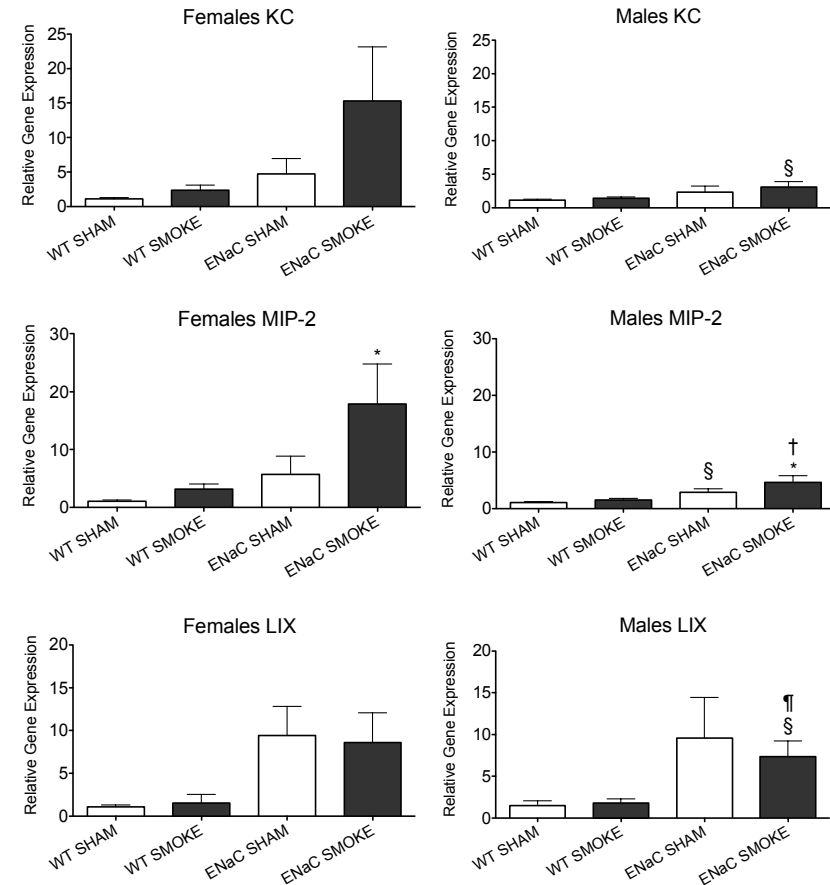 Females KC
Relative Gene Expression
25
20
15
10
5
0
WT SHAM
WT SMOKE
ENaC SHAM
ENaC SMOKE
Males KC
Relative Gene Expression
25
20
15
10
5
0
§
WT SHAM
WT SMOKE
ENaC SHAM
ENaC SMOKE
Females MIP-2
Relative Gene Expression
30
20
10
0
*
WT SHAM
WT SMOKE
ENaC SHAM
ENaC SMOKE
Males MIP-2
Relative Gene Expression
30
20
10
0
§
†
*
WT SHAM
WT SMOKE
ENaC SHAM
ENaC SMOKE
Females LIX
Relative Gene Expression
20
15
10
5
0
WT SHAM
WT SMOKE
ENaC SHAM
ENaC SMOKE
Males LIX
Relative Gene Expression
20
15
10
5
0
¶
§
WT SHAM
WT SMOKE
ENaC SHAM
ENaC SMOKE